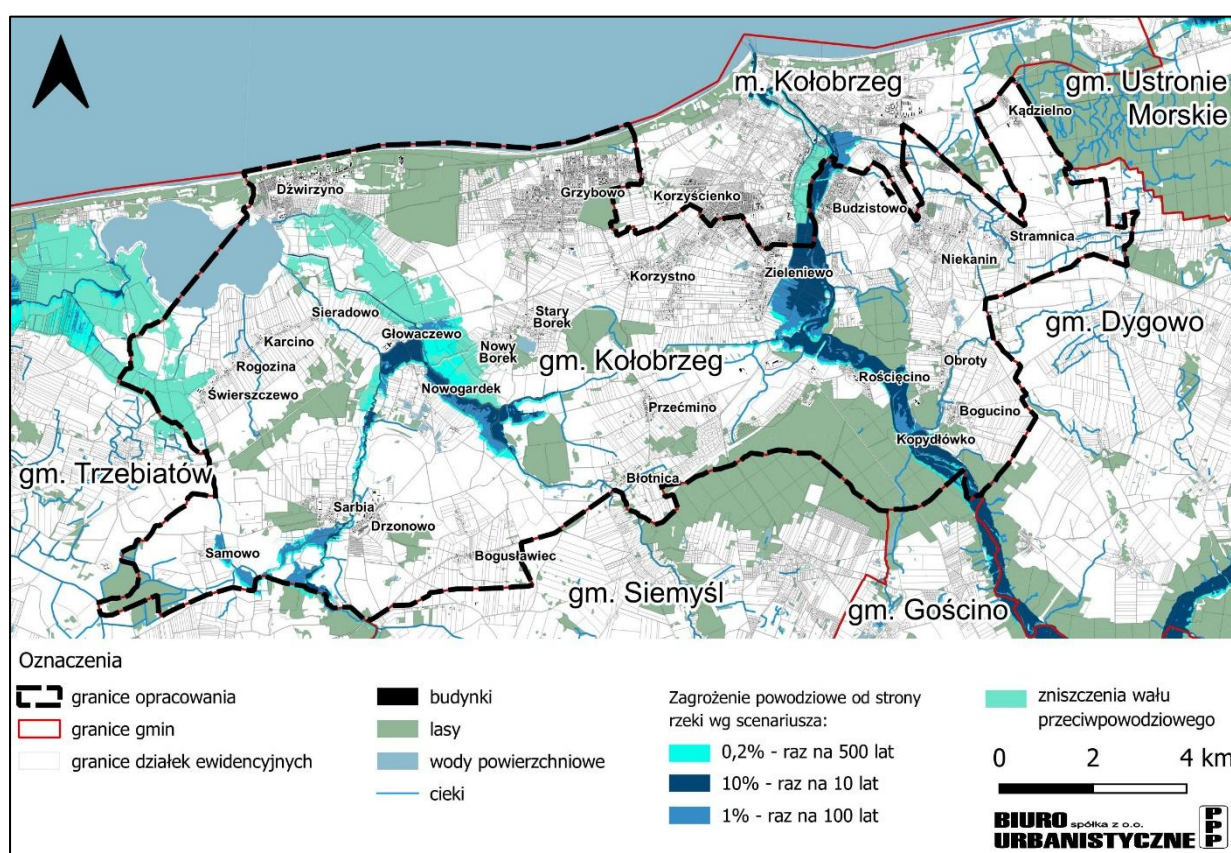 m. Kołobrzeg
gm. Ustronie
Morskie
Kądzielno
Dźwirzyno
Grzybowo
Korzyścienko
Budzistowo
Stramnica
Niekanin
Zieleniewo
Korzystno
Sieradowo
Stary
Borek
Głowaczewo
Nowy
Borek
Karcino
gm. Kołobrzeg
gm. Dygowo
Rogozina
Obroty
Rościęcino
Nowogardek
Świerszczewo
Przećmino
Bogucino
Kopydłówko
gm. Trzebiatów
Błotnica
Sarbia
Drzonowo
Samowo
Bogusławiec
gm. Siemyśl
gm. Gościno
Oznaczenia
granice opracowania
granice gmin
granice działek ewidencyjnych
budynki
lasy
wody powierzchniowe
cieki
Zagrożenie powodziowe od strony
rzeki wg scenariusza:
0,2% - raz na 500 lat
10% - raz na 10 lat
1% - raz na 100 lat
zniszczenia wału
przeciwpowodziowego
0 2 4 km
BIURO spółka z o.o.
URBANISTYCZNE
PPP